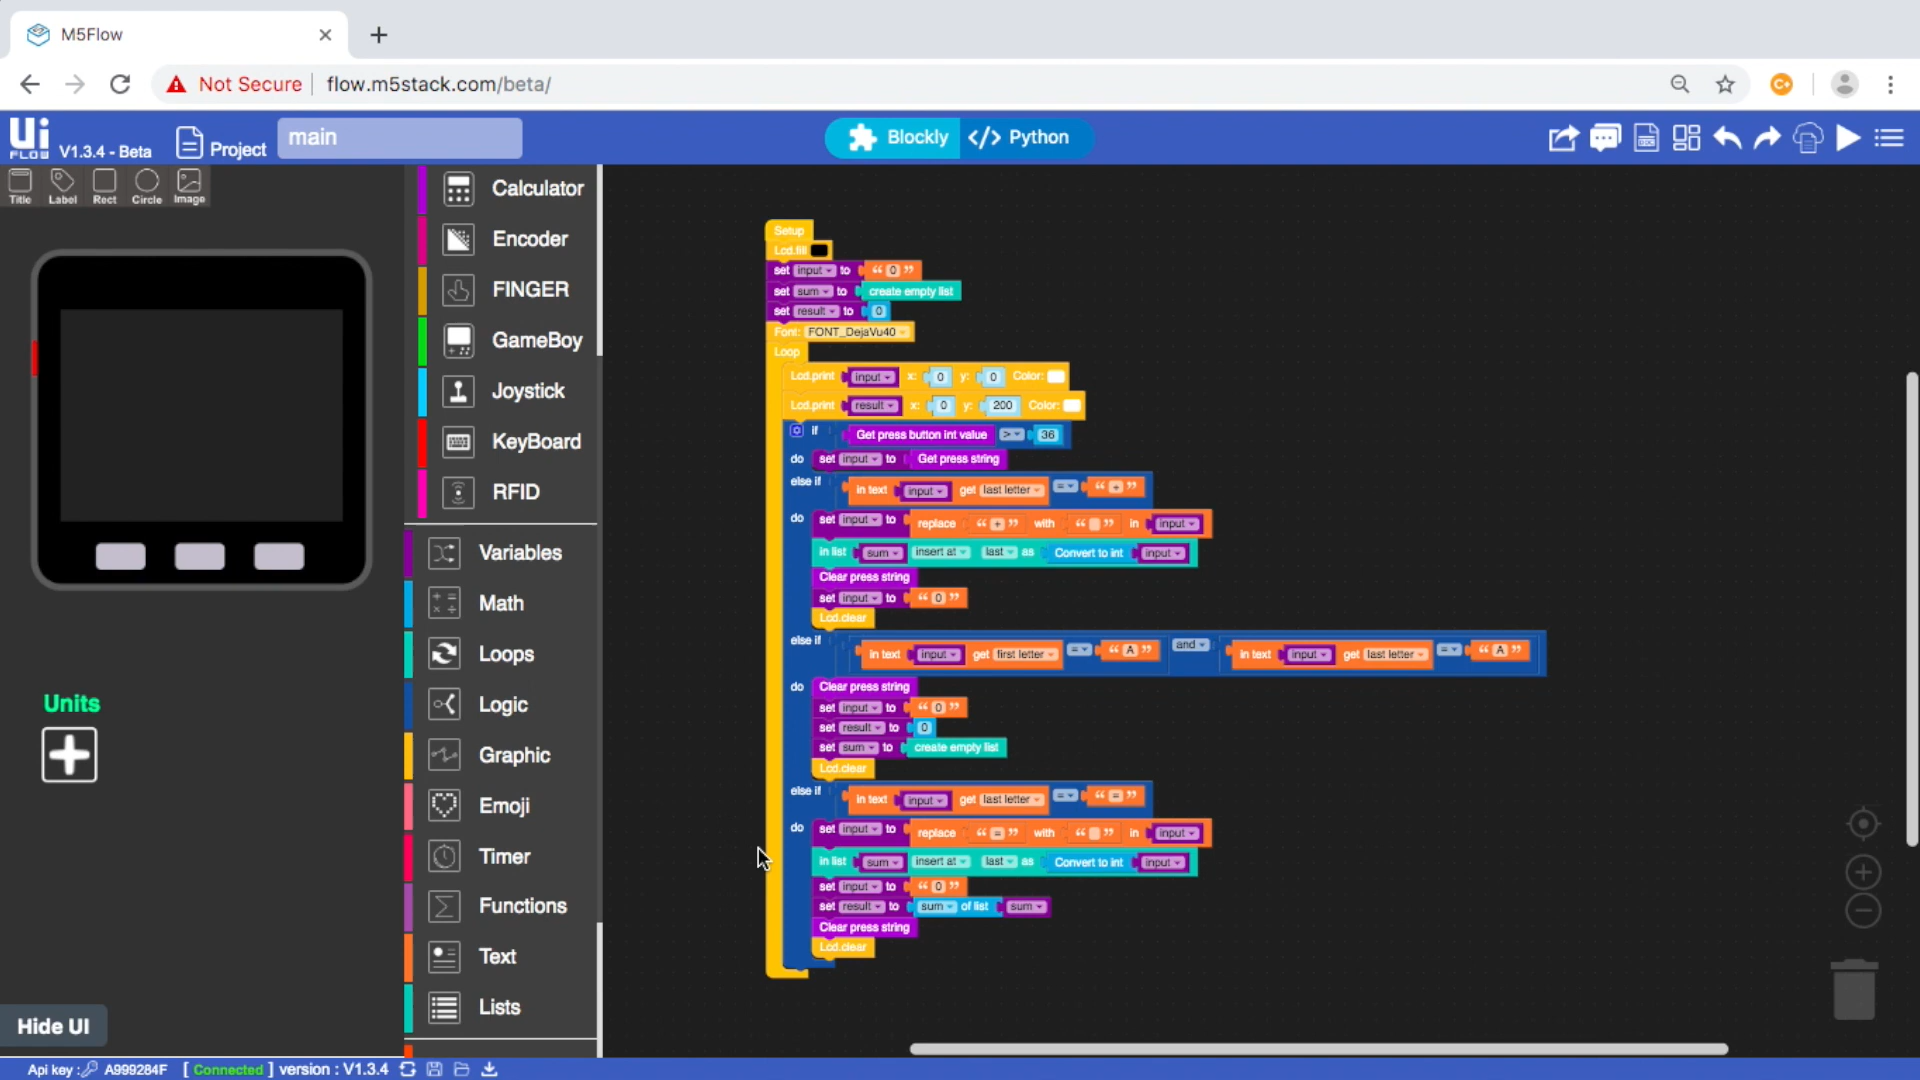 M5Flow
Not Secure flow.m5stack.com/beta/
Ui FLOW V1.3.4 - Beta Project main Blockly </> Python
Title Label Rect Circle Image
Units
Hide UI
Calculator
Encoder
FINGER
GameBoy
Joystick
KeyBoard
RFID
Variables
Math
Loops
Logic
Graphic
Emoji
Timer
Functions
Text
Lists
Setup
Lcd.fill
set input to “ 0 ”
set sum to create empty list
set result to 0
Font: FONT_DejaVu40
Loop
Lcd.print input x: 0 y: 0 Color:
Lcd.print result x: 0 y: 200 Color:
if Get press button int value > 36
do set input to Get press string
else if in text input get last letter = “ + ”
do set input to replace “ + ” with “ ” in input
in list sum insert at last as Convert to int input
Clear press string
set input to “ 0 ”
Lcd.clear
else if in text input get first letter = “ A ” and in text input get last letter = “ A ”
do Clear press string
set input to “ 0 ”
set result to 0
set sum to create empty list
Lcd.clear
else if in text input get last letter = “ = ”
do set input to replace “ = ” with “ ” in input
in list sum insert at last as Convert to int input
set input to “ 0 ”
set result to sum of list sum
Clear press string
Lcd.clear
Api key : A999284F [ Connected ] version : V1.3.4